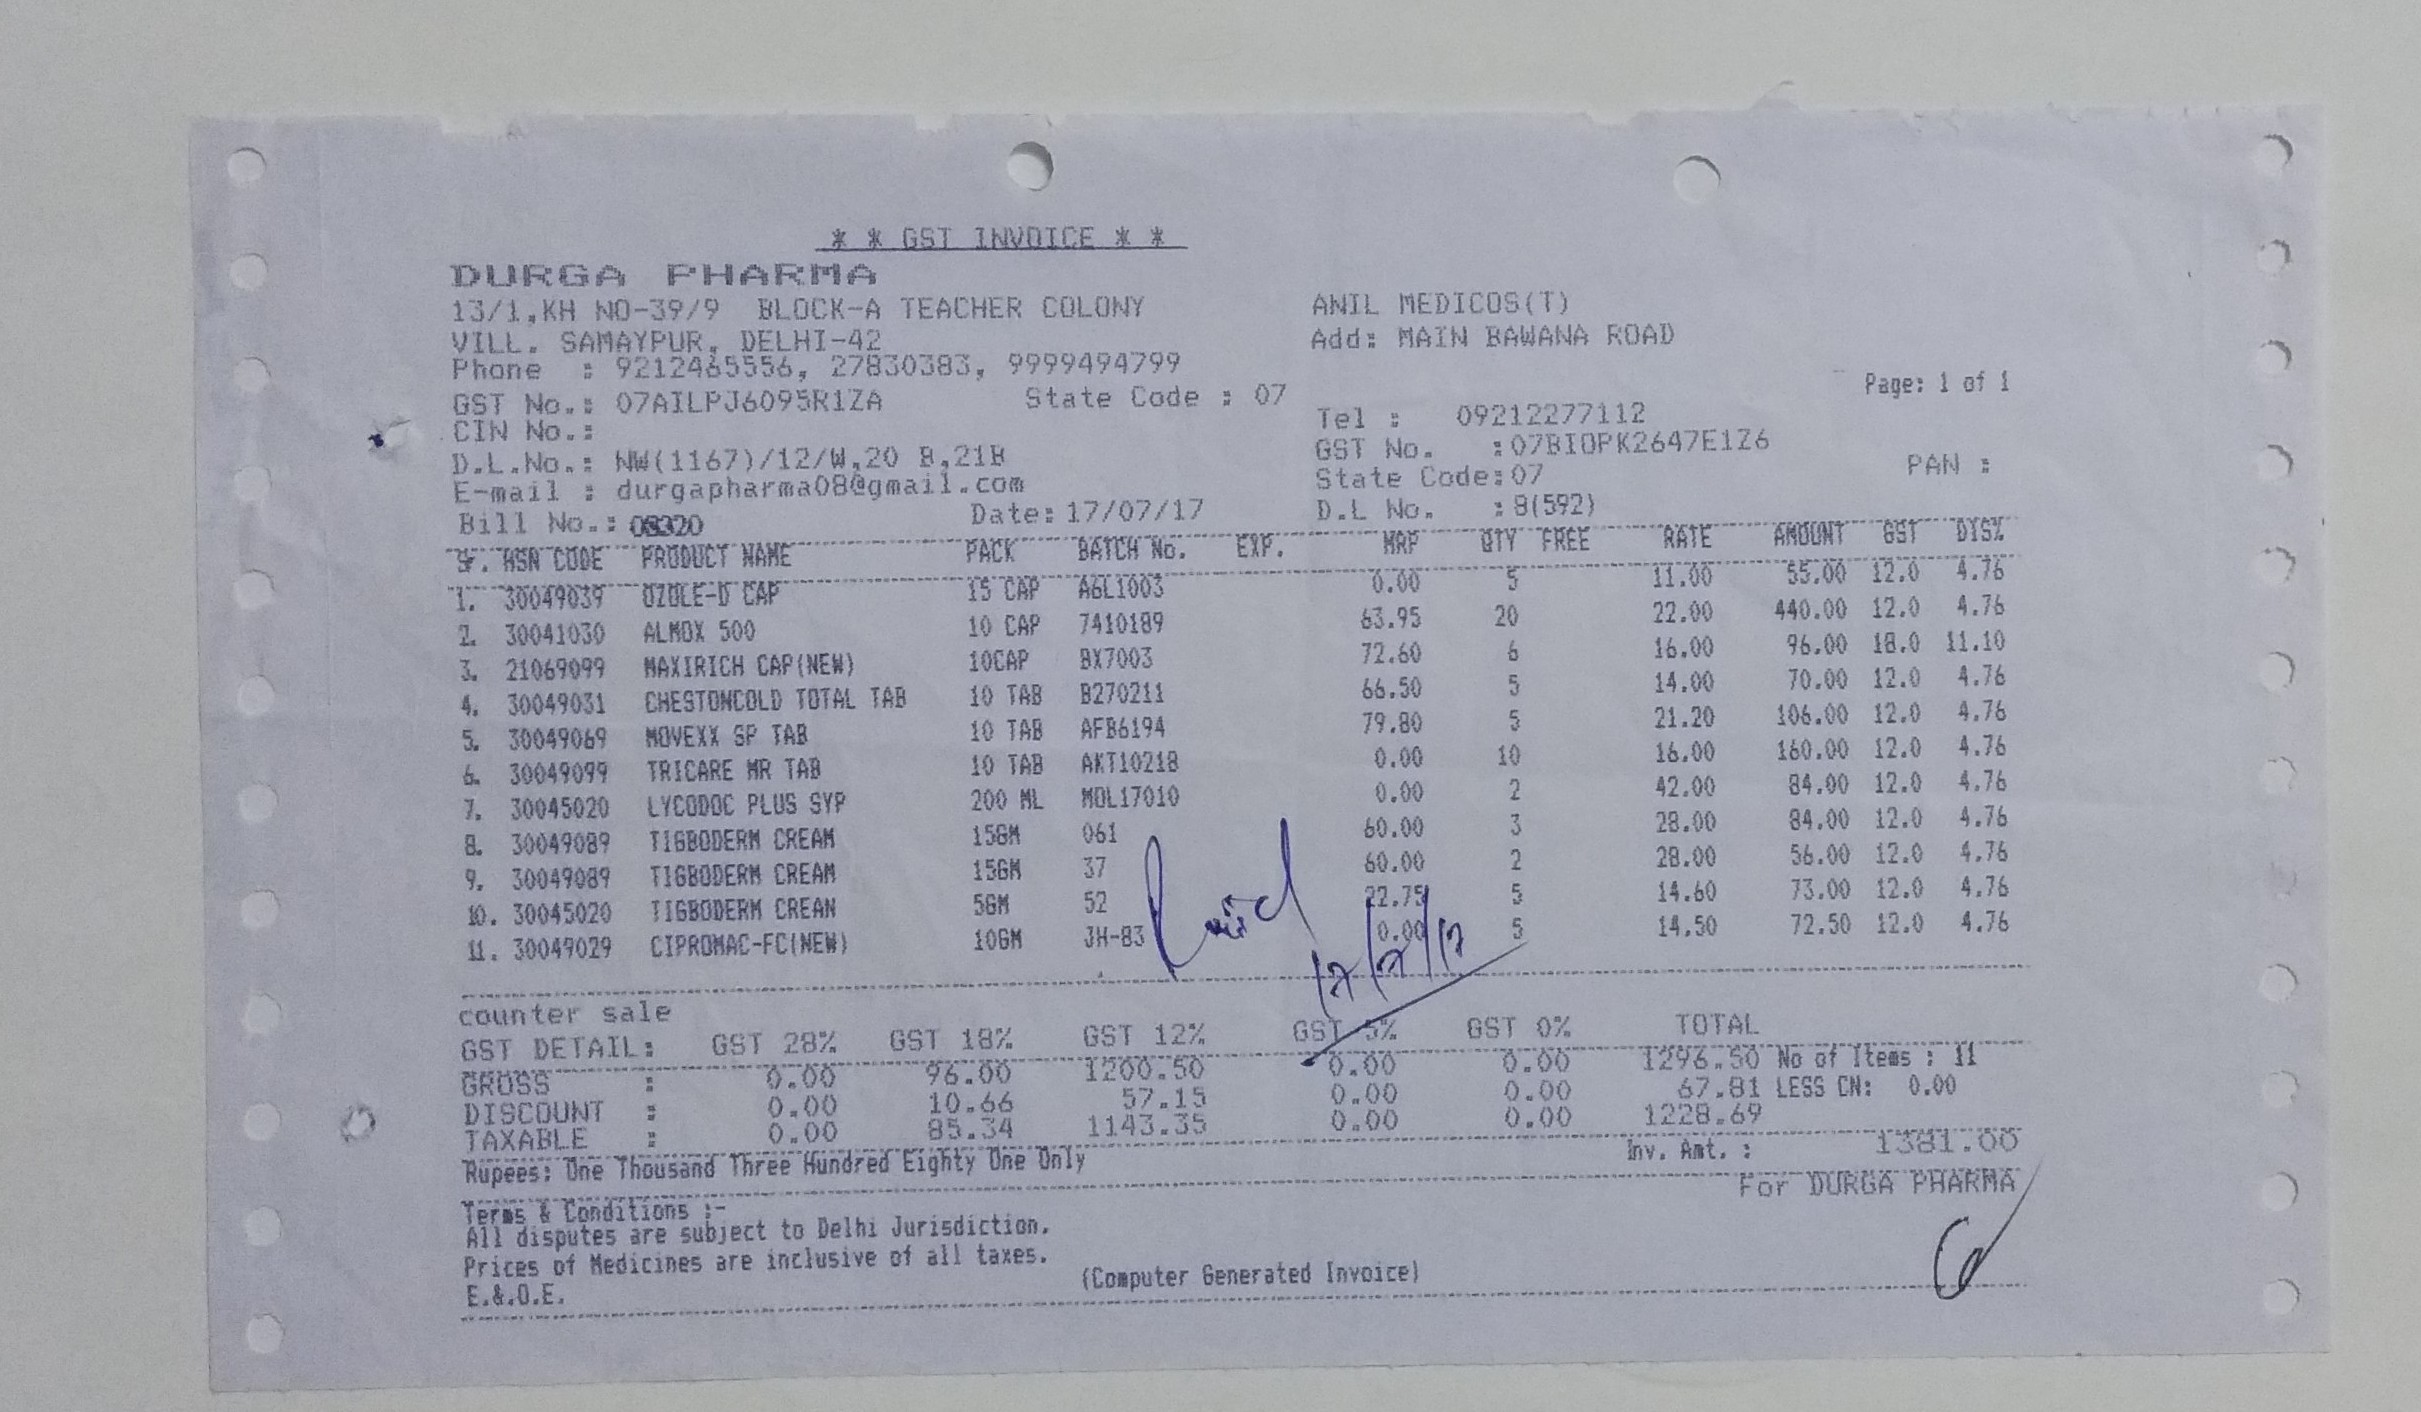 * * GST INVOICE * *
DURGA PHARMA
13/1,KH NO-39/9 BLOCK-A TEACHER COLONY
VILL. SAMAYPUR, DELHI-42
Phone : 9212465556, 27830383, 9999494799
GST No.: 07AILPJ6095R1ZA State Code : 07
CIN No.:
D.L.No.: NW(1167)/12/W,20 B,21B
E-mail : durgapharma08@gmail.com
Bill No.: Date: 17/07/17
ANIL MEDICOS(T)
Add: MAIN BAWANA ROAD
Page: 1 of 1
Tel : 09212277112
GST No. :07BIOPK2647E1Z6
State Code:07 PAN :
D.L No. : 8(592)
HSN CODE PRODUCT NAME PACK BATCH No. EXP. MRP QTY FREE RATE AMOUNT GST DIS%
1. 30049039 OZOLE-D CAP 15 CAP A6L1003 0.00 5 11.00 55.00 12.0 4.76
2. 30041030 ALMOX 500 10 CAP 7410189 63.95 20 22.00 440.00 12.0 4.76
3. 21069099 MAXIRICH CAP(NEW) 10CAP BX7003 72.60 6 16.00 96.00 18.0 11.10
4. 30049031 CHESTONCOLD TOTAL TAB 10 TAB B270211 66.50 5 14.00 70.00 12.0 4.76
5. 30049069 MOVEXX SP TAB 10 TAB AFB6194 79.80 5 21.20 106.00 12.0 4.76
6. 30049099 TRICARE MR TAB 10 TAB AKT10218 0.00 10 16.00 160.00 12.0 4.76
7. 30045020 LYCODOC PLUS SYP 200 ML MOL17010 0.00 2 42.00 84.00 12.0 4.76
8. 30049089 TIGBODERM CREAM 15GM 061 60.00 3 28.00 84.00 12.0 4.76
9. 30049089 TIGBODERM CREAM 15GM 37 60.00 2 28.00 56.00 12.0 4.76
10. 30045020 TIGBODERM CREAN 5GM 52 22.75 5 14.60 73.00 12.0 4.76
11. 30049029 CIPROMAC-FC(NEW) 10GM JH-83 0.00 5 14.50 72.50 12.0 4.76
17/7/17
counter sale
GST DETAIL: GST 28% GST 18% GST 12% GST 5% GST 0% TOTAL
GROSS : 0.00 96.00 1200.50 0.00 0.00 1296.50 No of Items : 11
DISCOUNT : 0.00 10.66 57.15 0.00 0.00 67.81 LESS CN: 0.00
TAXABLE : 0.00 85.34 1143.35 0.00 0.00 1228.69
Rupees: One Thousand Three Hundred Eighty One Only Inv. Amt. : 1381.00
For DURGA PHARMA
Terms & Conditions :-
All disputes are subject to Delhi Jurisdiction.
Prices of Medicines are inclusive of all taxes.
E.&.O.E. (Computer Generated Invoice)